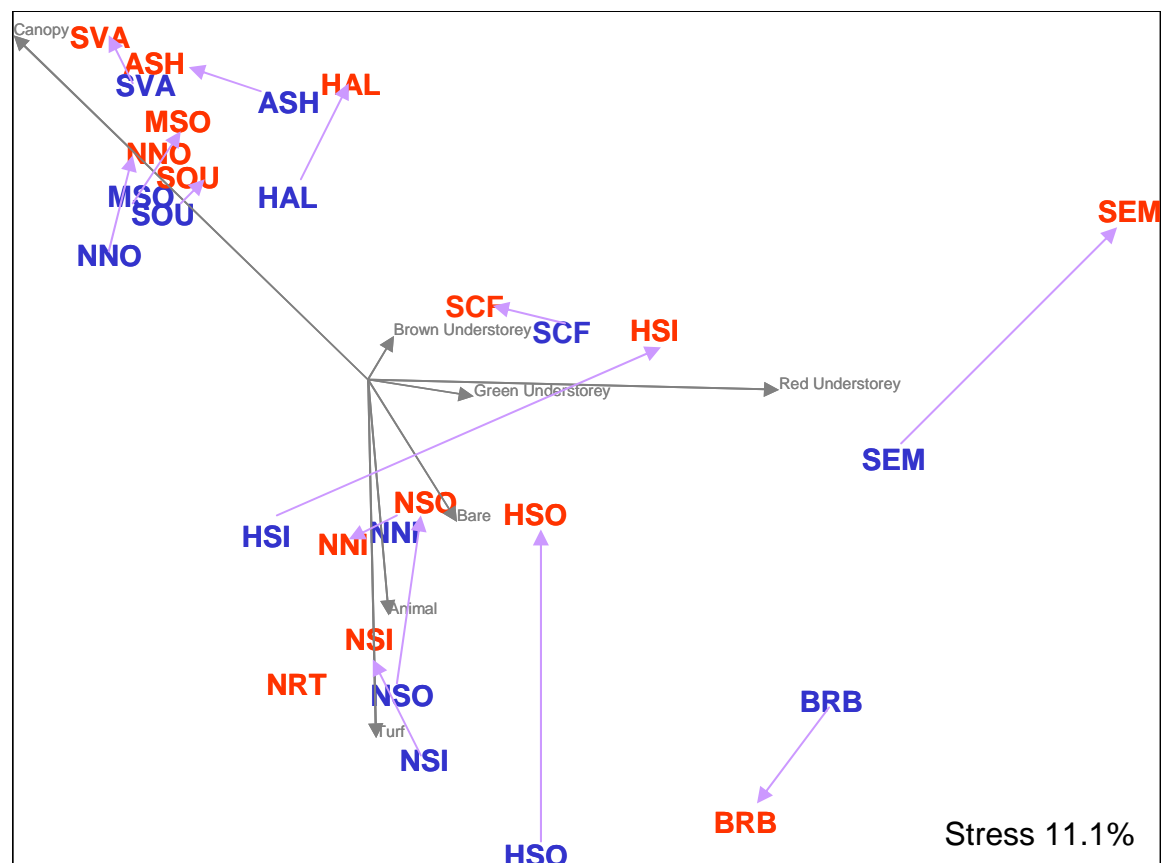 Canopy
SVA
ASH
SVA
HAL
ASH
MSO
NNO
SOU
MSO
HAL
SOU
SEM
NNO
SCF
Brown Understorey
SCF
HSI
Red Understorey
Green Understorey
SEM
NSO
Bare
HSO
HSI
NNI
NNi
Animal
NSI
NRT
NSO
BRB
Turf
NSI
BRB
Stress 11.1%
HSO